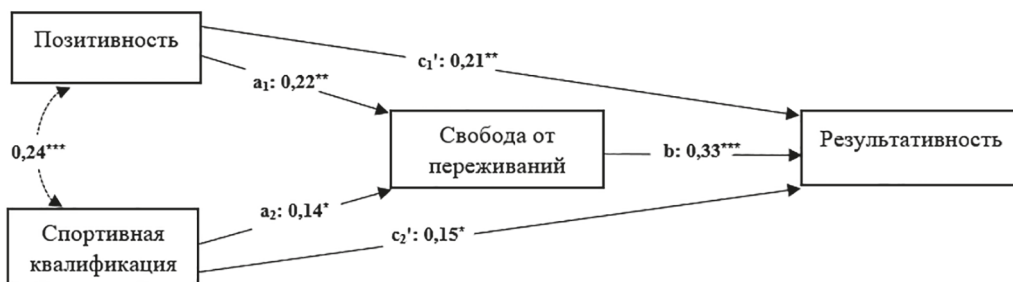 Позитивность
c₁': 0,21**
a₁: 0,22**
0,24***
Свобода от
переживаний
b: 0,33***
Результативность
a₂: 0,14*
c₂': 0,15*
Спортивная
квалификация